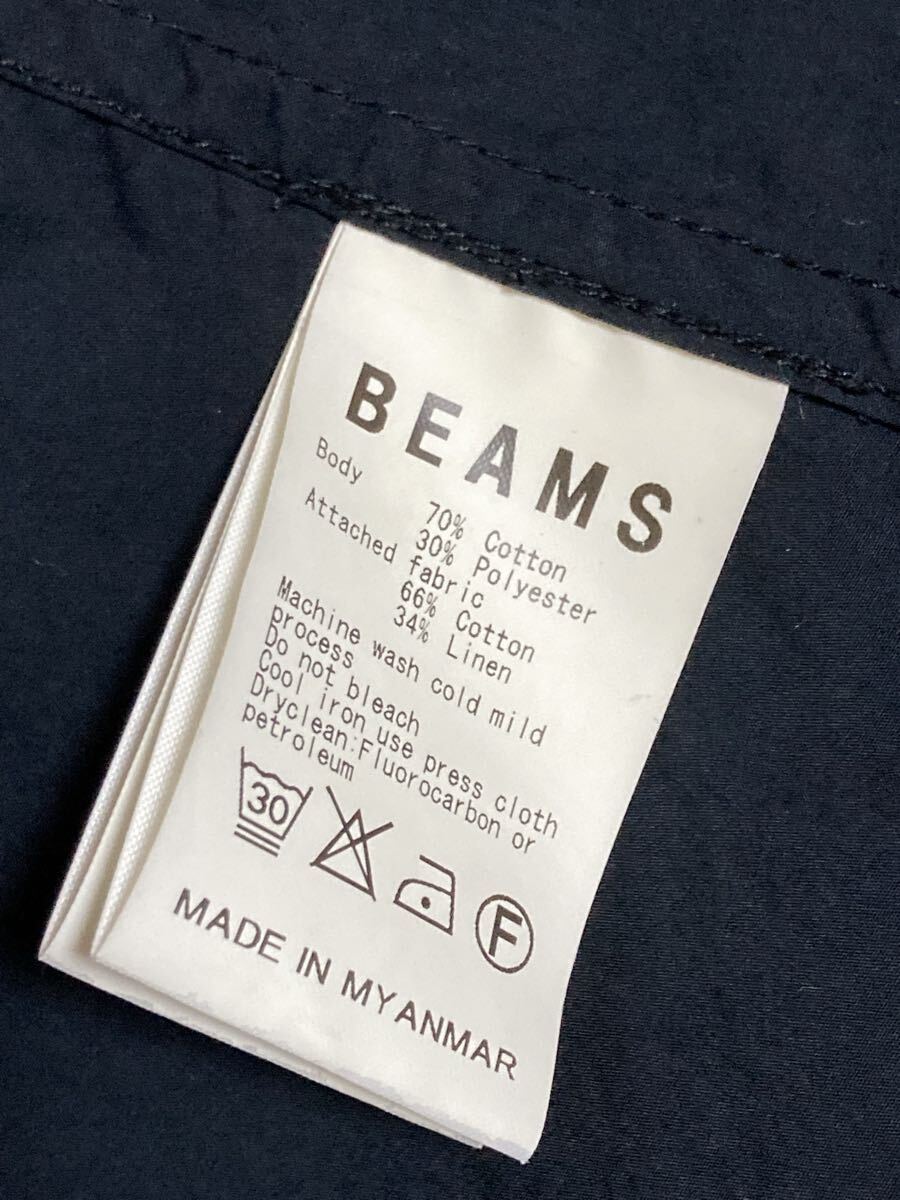 BEAMS
Body
70% Cotton
30% Polyester
Attached fabric
66% Cotton
34% Linen
Machine wash cold mild
process
Do not bleach
Cool iron use press cloth
Dryclean:Fluorocarbon or
petroleum
30
F
MADE IN MYANMAR